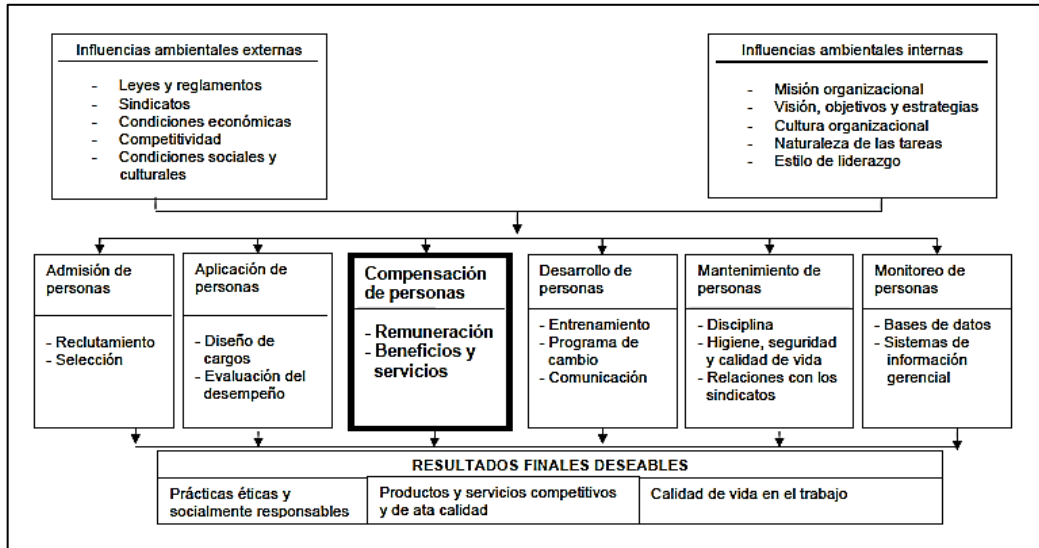 Influencias ambientales externas
- Leyes y reglamentos
- Sindicatos
- Condiciones económicas
- Competitividad
- Condiciones sociales y
culturales
Influencias ambientales internas
- Misión organizacional
- Visión, objetivos y estrategias
- Cultura organizacional
- Naturaleza de las tareas
- Estilo de liderazgo
Admisión de
personas
- Reclutamiento
- Selección
Aplicación de
personas
- Diseño de
cargos
- Evaluación del
desempeño
Compensación
de personas
- Remuneración
- Beneficios y
servicios
Desarrollo de
personas
- Entrenamiento
- Programa de
cambio
- Comunicación
Mantenimiento de
personas
- Disciplina
- Higiene, seguridad
y calidad de vida
- Relaciones con los
sindicatos
Monitoreo de
personas
- Bases de datos
- Sistemas de
información
gerencial
RESULTADOS FINALES DESEABLES
Prácticas éticas y
socialmente responsables
Productos y servicios competitivos
y de ata calidad
Calidad de vida en el trabajo